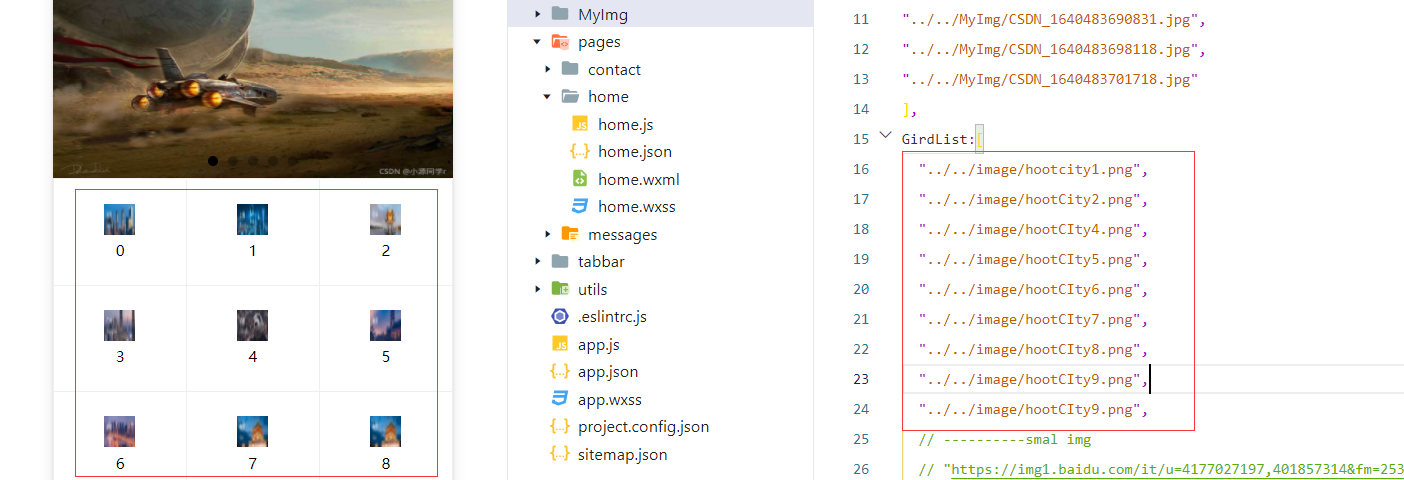 CSDN @小源同学r
0
1
2
3
4
5
6
7
8
MyImg
pages
contact
home
home.js
home.json
home.wxml
home.wxss
messages
tabbar
utils
.eslintrc.js
app.js
app.json
app.wxss
project.config.json
sitemap.json
11 "../../MyImg/CSDN_1640483690831.jpg",
12 "../../MyImg/CSDN_1640483698118.jpg",
13 "../../MyImg/CSDN_1640483701718.jpg"
14 ],
15 GirdList:[
16 "../../image/hootcity1.png",
17 "../../image/hootCity2.png",
18 "../../image/hootCIty4.png",
19 "../../image/hootCIty5.png",
20 "../../image/hootCIty6.png",
21 "../../image/hootCIty7.png",
22 "../../image/hootCIty8.png",
23 "../../image/hootCIty9.png",
24 "../../image/hootCIty9.png",
25 // ----------smal img
26 // "https://img1.baidu.com/it/u=4177027197,401857314&fm=253